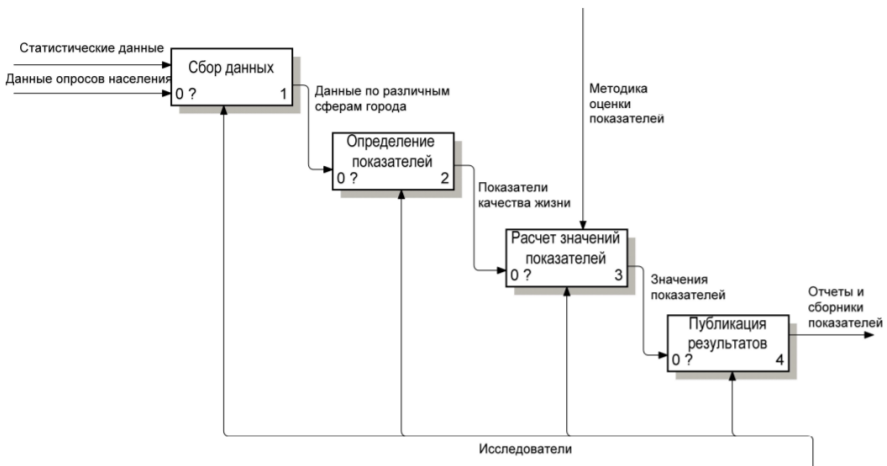 Статистические данные
Данные опросов населения
Сбор данных
0 ?
1
Данные по различным
сферам города
Методика
оценки
показателей
Определение
показателей
0 ?
2
Показатели
качества жизни
Расчет значений
показателей
0 ?
3
Значения
показателей
Отчеты и
сборники
показателей
Публикация
результатов
0 ?
4
Исследователи